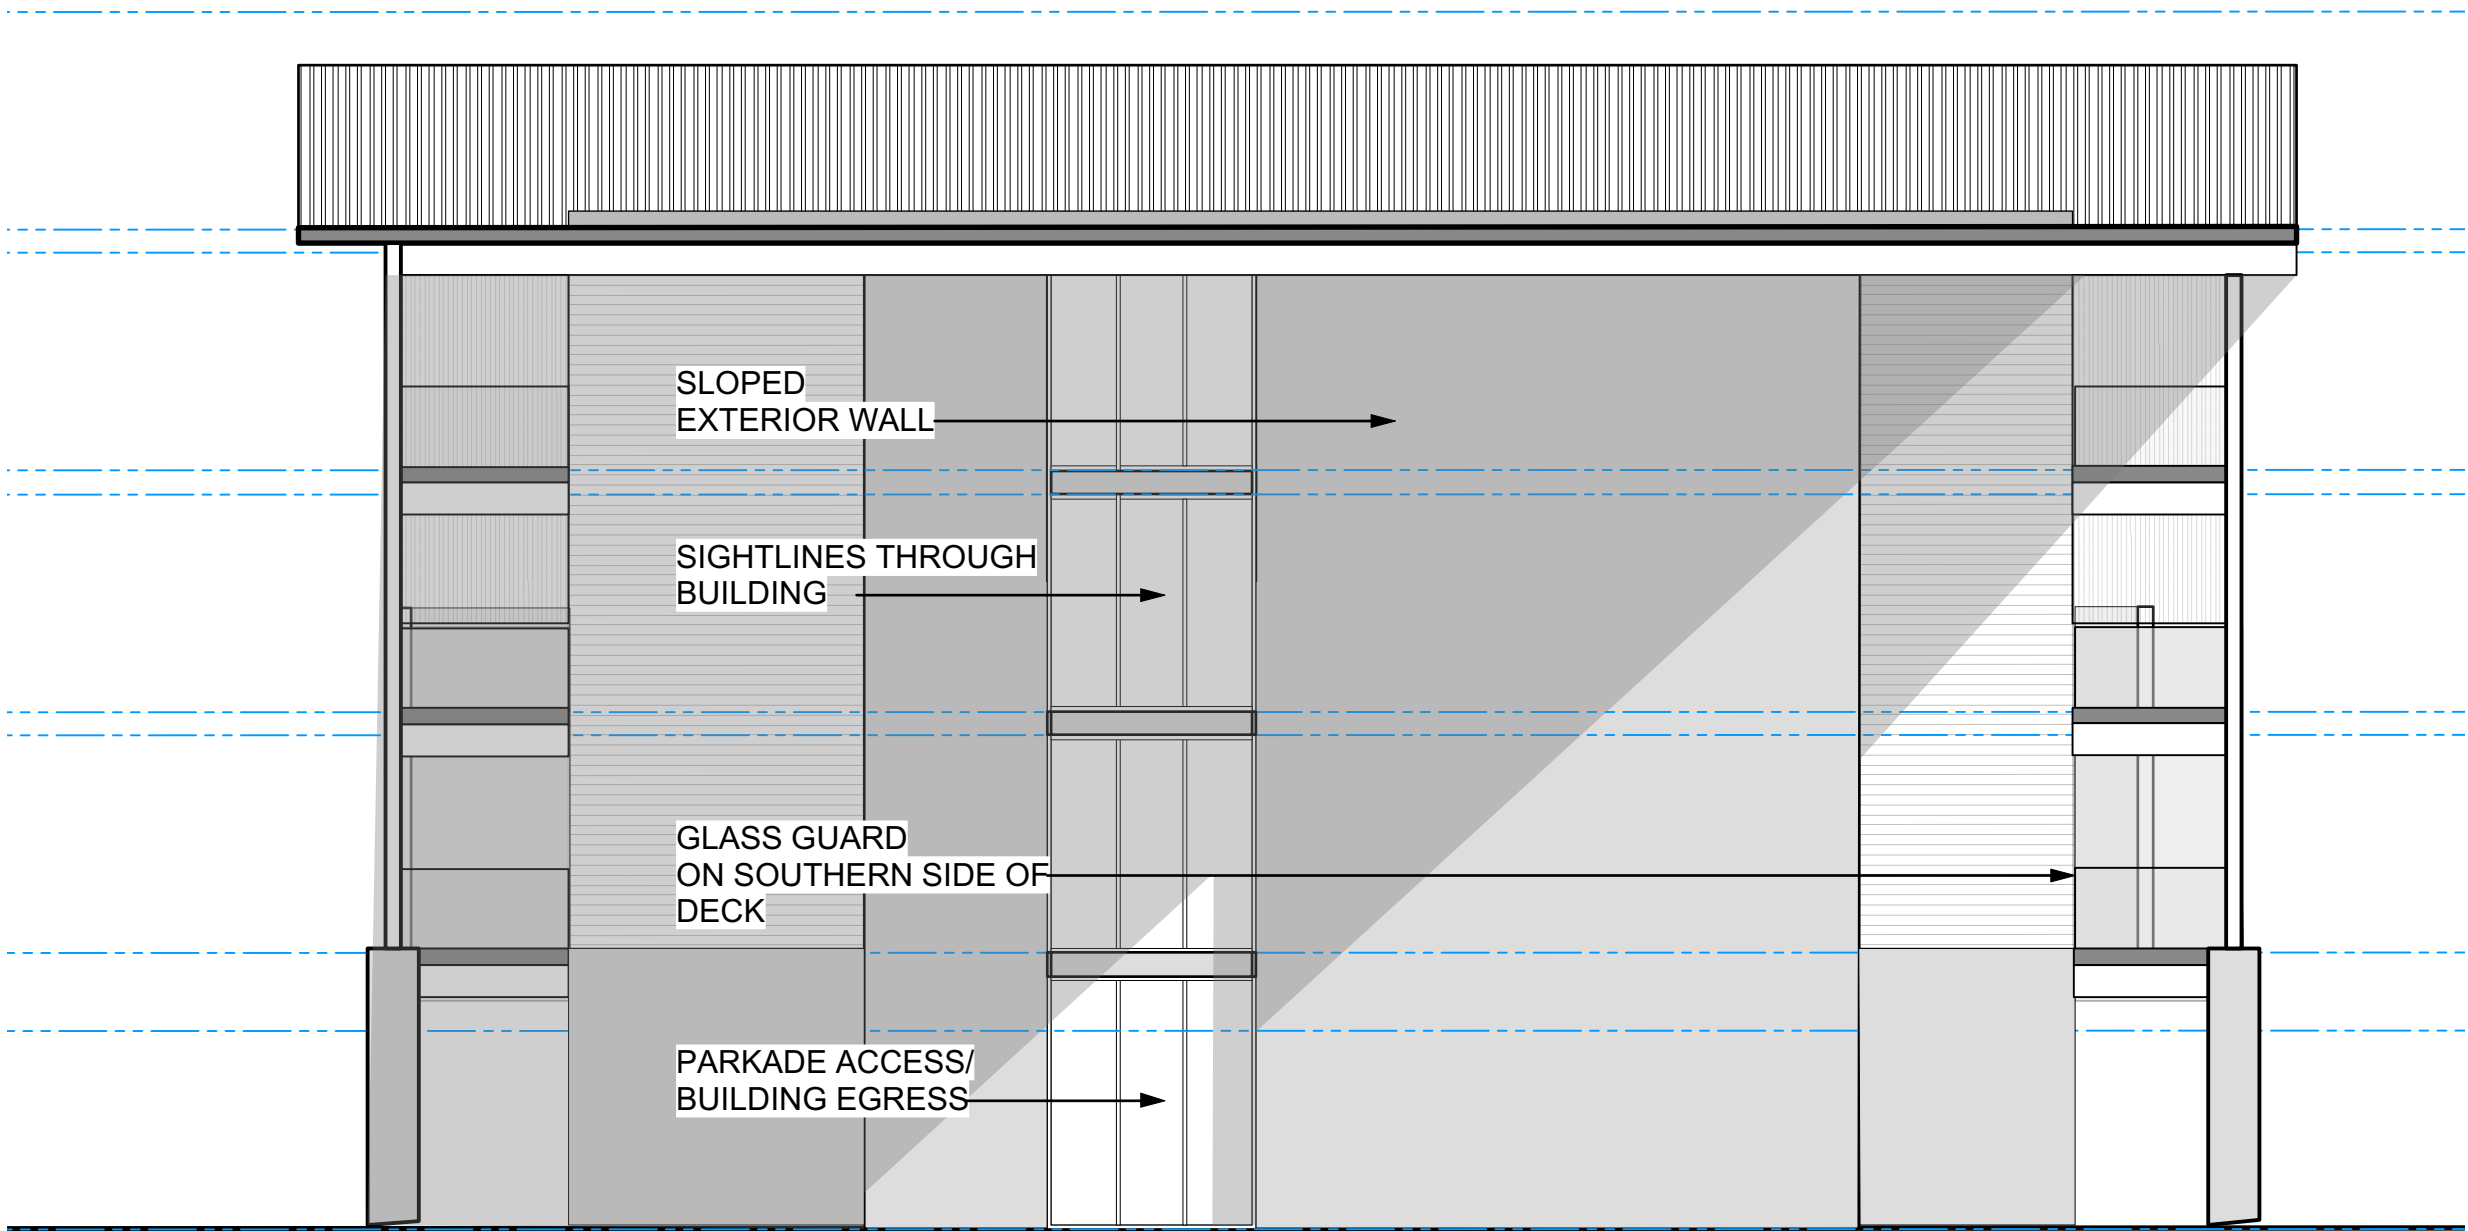 SLOPED
EXTERIOR WALL
SIGHTLINES THROUGH
BUILDING
GLASS GUARD
ON SOUTHERN SIDE OF
DECK
PARKADE ACCESS/
BUILDING EGRESS